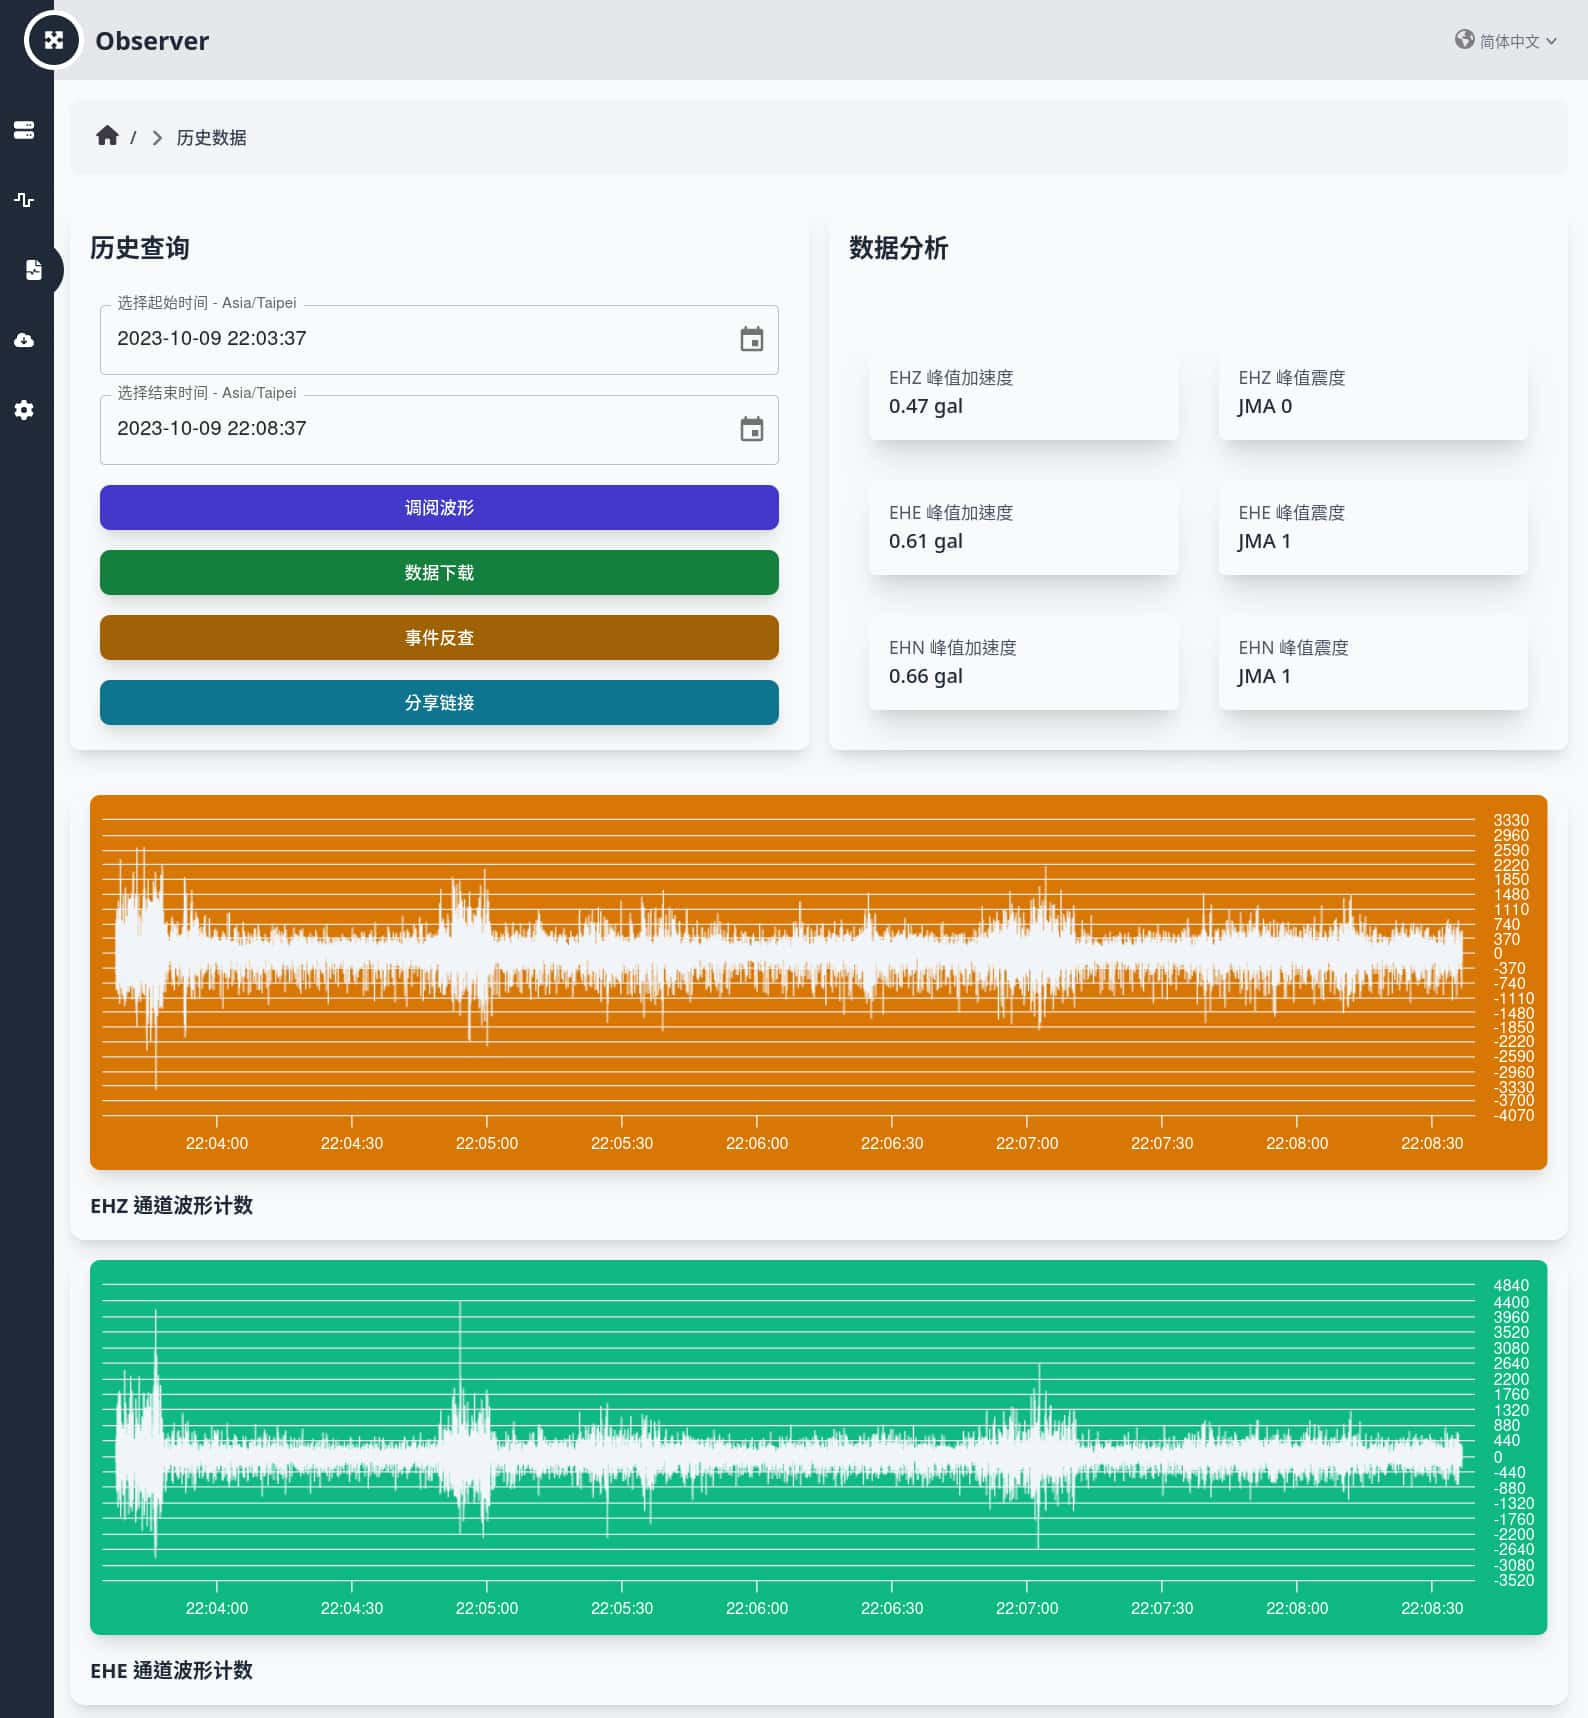 Observer
简体中文
/ 历史数据
历史查询
选择起始时间 - Asia/Taipei
2023-10-09 22:03:37
选择结束时间 - Asia/Taipei
2023-10-09 22:08:37
调阅波形
数据下载
事件反查
分享链接
数据分析
EHZ 峰值加速度
0.47 gal
EHZ 峰值震度
JMA 0
EHE 峰值加速度
0.61 gal
EHE 峰值震度
JMA 1
EHN 峰值加速度
0.66 gal
EHN 峰值震度
JMA 1
3330
2960
2590
2220
1850
1480
1110
740
370
0
-370
-740
-1110
-1480
-1850
-2220
-2590
-2960
-3330
-3700
-4070
22:04:00 22:04:30 22:05:00 22:05:30 22:06:00 22:06:30 22:07:00 22:07:30 22:08:00 22:08:30
EHZ 通道波形计数
4840
4400
3960
3520
3080
2640
2200
1760
1320
880
440
0
-440
-880
-1320
-1760
-2200
-2640
-3080
-3520
22:04:00 22:04:30 22:05:00 22:05:30 22:06:00 22:06:30 22:07:00 22:07:30 22:08:00 22:08:30
EHE 通道波形计数